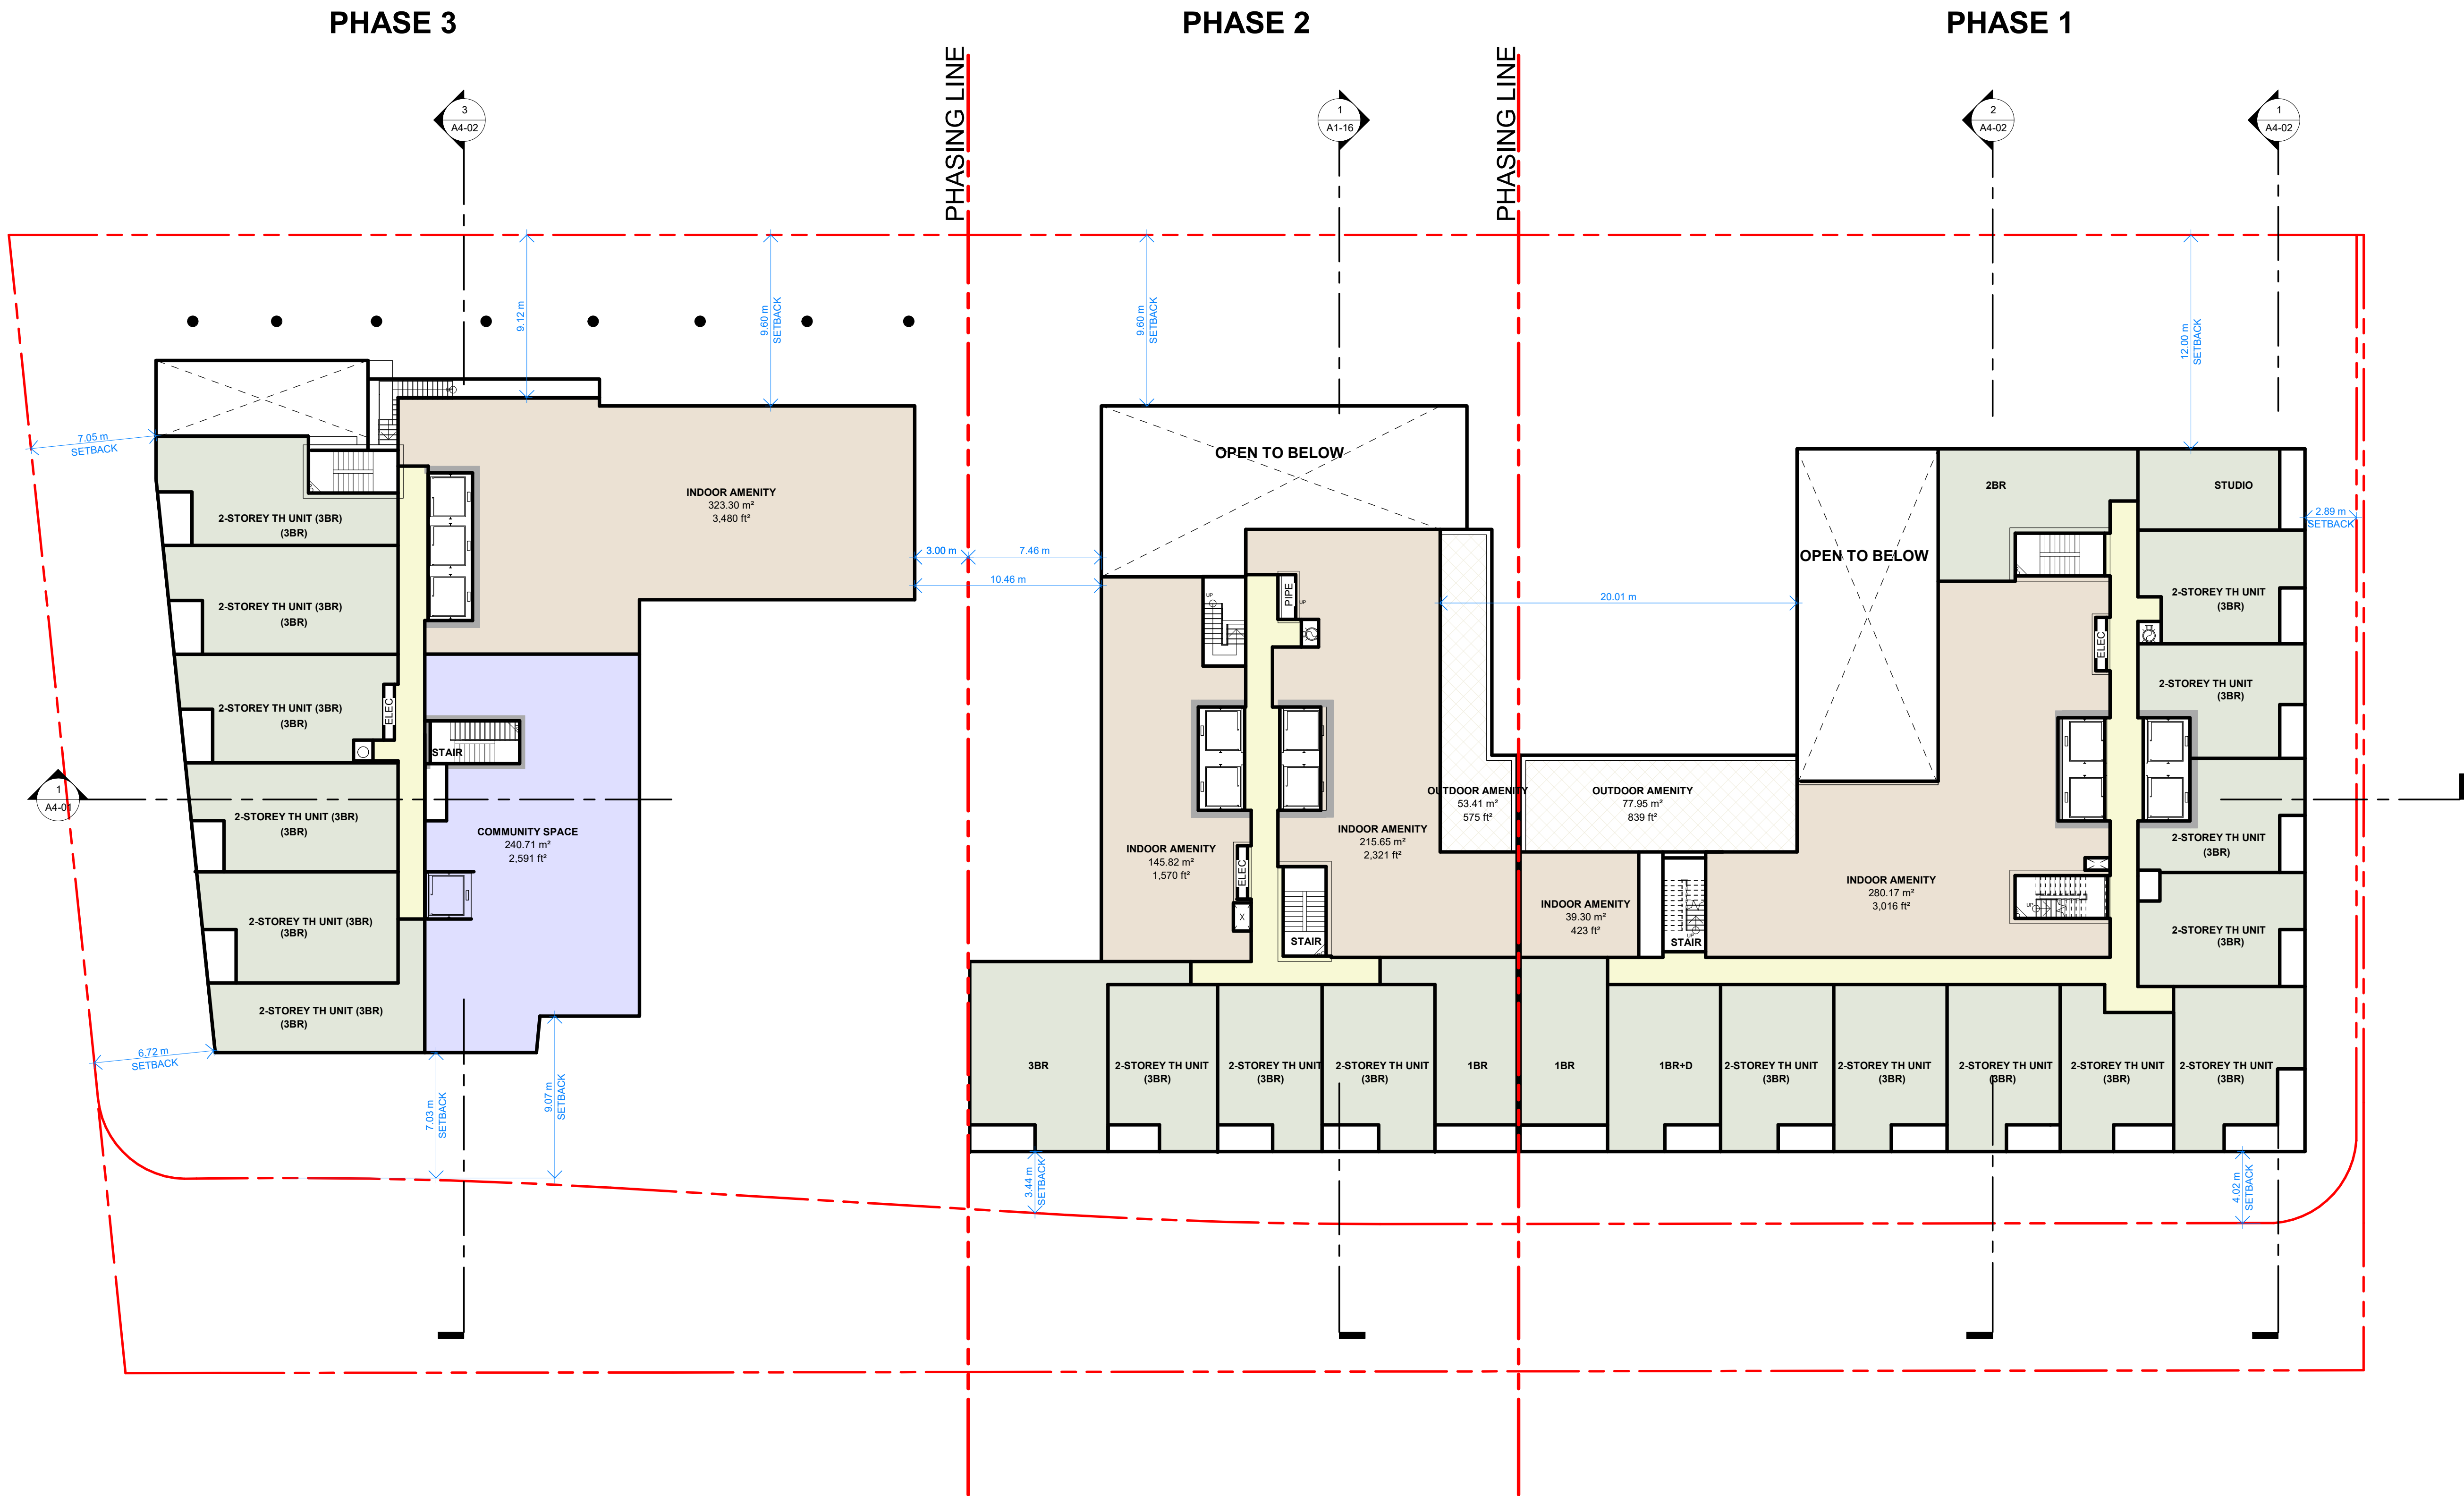 PHASE 3
PHASE 2
PHASE 1
PHASING LINE
PHASING LINE
3
A4-02
1
A1-16
2
A4-02
1
A4-02
9.12 m
9.60 m
SETBACK
9.60 m
SETBACK
12.00 m
SETBACK
7.05 m
SETBACK
2-STOREY TH UNIT (3BR)
(3BR)
2-STOREY TH UNIT (3BR)
(3BR)
2-STOREY TH UNIT (3BR)
(3BR)
2-STOREY TH UNIT (3BR)
(3BR)
2-STOREY TH UNIT (3BR)
(3BR)
2-STOREY TH UNIT (3BR)
(3BR)
INDOOR AMENITY
323.30 m²
3,480 ft²
ELEC
STAIR
COMMUNITY SPACE
240.71 m²
2,591 ft²
1
A4-01
6.72 m
SETBACK
7.03 m
SETBACK
9.07 m
SETBACK
3.00 m
7.46 m
10.46 m
OPEN TO BELOW
UP
PIPE
UP
INDOOR AMENITY
145.82 m²
1,570 ft²
ELEC
X
STAIR
INDOOR AMENITY
215.65 m²
2,321 ft²
OUTDOOR AMENITY
53.41 m²
575 ft²
20.01 m
3BR
2-STOREY TH UNIT
(3BR)
2-STOREY TH UNIT
(3BR)
2-STOREY TH UNIT
(3BR)
1BR
3.44 m
SETBACK
OPEN TO BELOW
OUTDOOR AMENITY
77.95 m²
839 ft²
INDOOR AMENITY
39.30 m²
423 ft²
UP
STAIR
INDOOR AMENITY
280.17 m²
3,016 ft²
UP
2BR
STUDIO
2.89 m
SETBACK
ELEC
2-STOREY TH UNIT
(3BR)
2-STOREY TH UNIT
(3BR)
2-STOREY TH UNIT
(3BR)
2-STOREY TH UNIT
(3BR)
1BR
1BR+D
2-STOREY TH UNIT
(3BR)
2-STOREY TH UNIT
(3BR)
2-STOREY TH UNIT
(3BR)
2-STOREY TH UNIT
(3BR)
2-STOREY TH UNIT
(3BR)
4.02 m
SETBACK